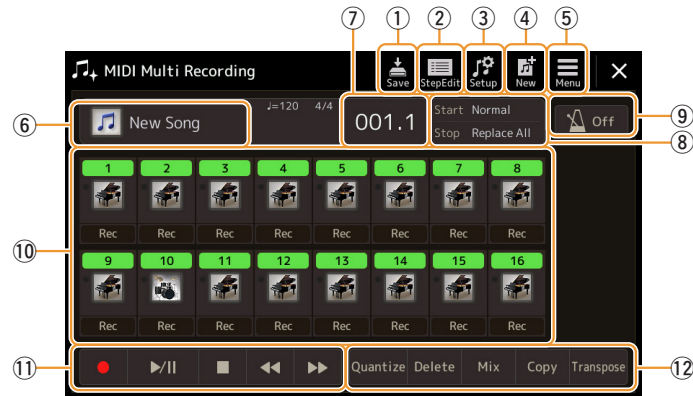 ⑦ ① ② ③ ④ ⑤
MIDI Multi Recording
Save StepEdit Setup New Menu
⑥ New Song
♩=120 4/4
001.1
Start Normal
Stop Replace All
Off ⑨
⑧
1 2 3 4 5 6 7 8
Rec Rec Rec Rec Rec Rec Rec Rec
⑩
9 10 11 12 13 14 15 16
Rec Rec Rec Rec Rec Rec Rec Rec
⑪ Quantize Delete Mix Copy Transpose ⑫